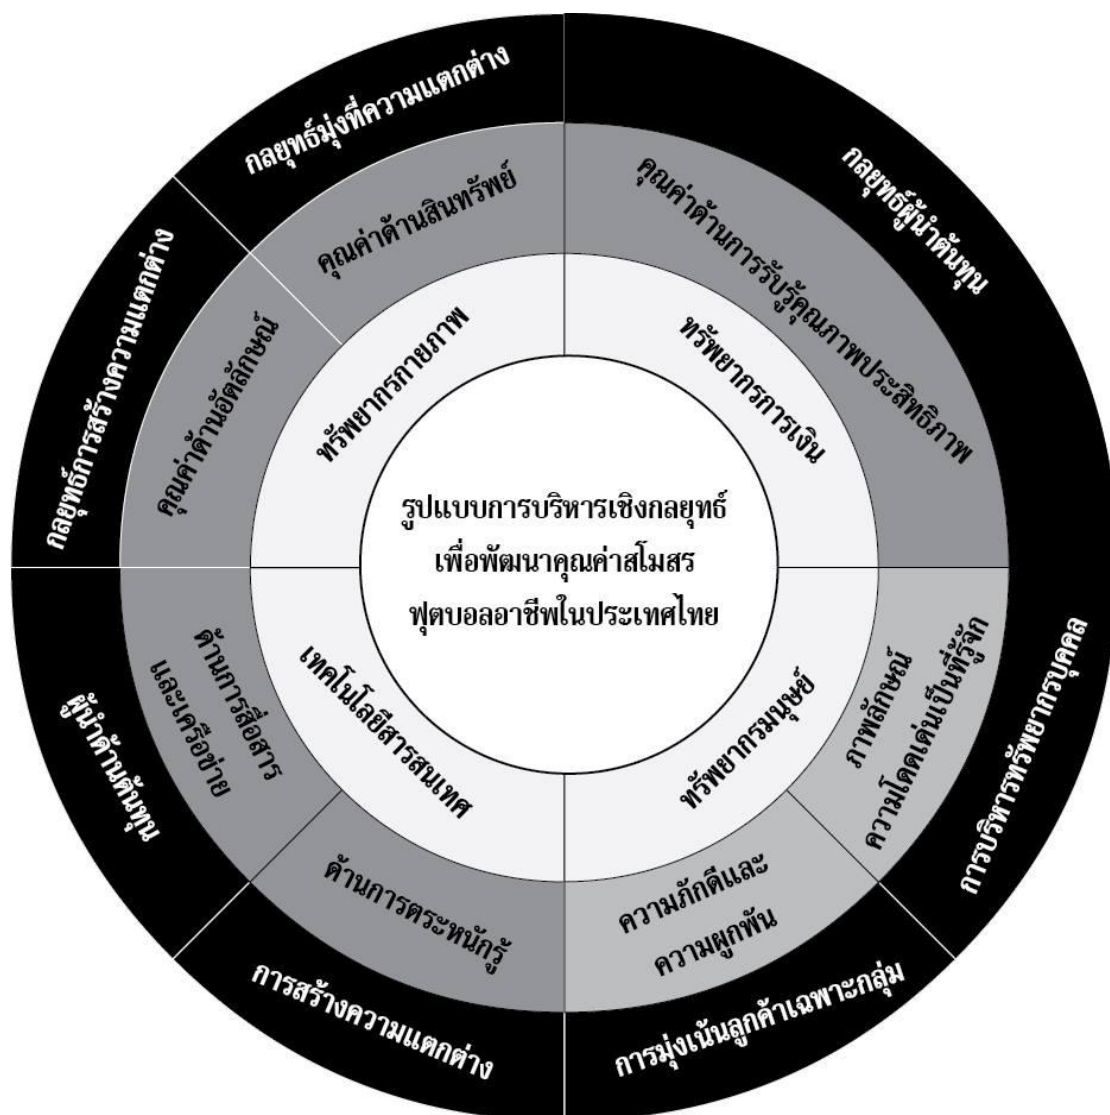 กลยุทธ์มุ่งที่ความแตกต่าง
กลยุทธ์ผู้นำต้นทุน
คุณค่าด้านสินทรัพย์
คุณค่าด้านการรับรู้คุณภาพประสิทธิภาพ
กลยุทธ์การสร้างความแตกต่าง
คุณค่าด้านอัตลักษณ์
ทรัพยากรกายภาพ
ทรัพยากรการเงิน
รูปแบบการบริหารเชิงกลยุทธ์
เพื่อพัฒนาคุณค่าสโมสร
ฟุตบอลอาชีพในประเทศไทย
ผู้นำด้านต้นทุน
ด้านการสื่อสาร
และเครือข่าย
เทคโนโลยีสารสนเทศ
ทรัพยากรมนุษย์
ภาพลักษณ์
ความโดดเด่นเป็นที่รู้จัก
การบริหารทรัพยากรบุคคล
ด้านการตระหนักรู้
ความภักดีและ
ความผูกพัน
การสร้างความแตกต่าง
การมุ่งเน้นลูกค้าเฉพาะกลุ่ม